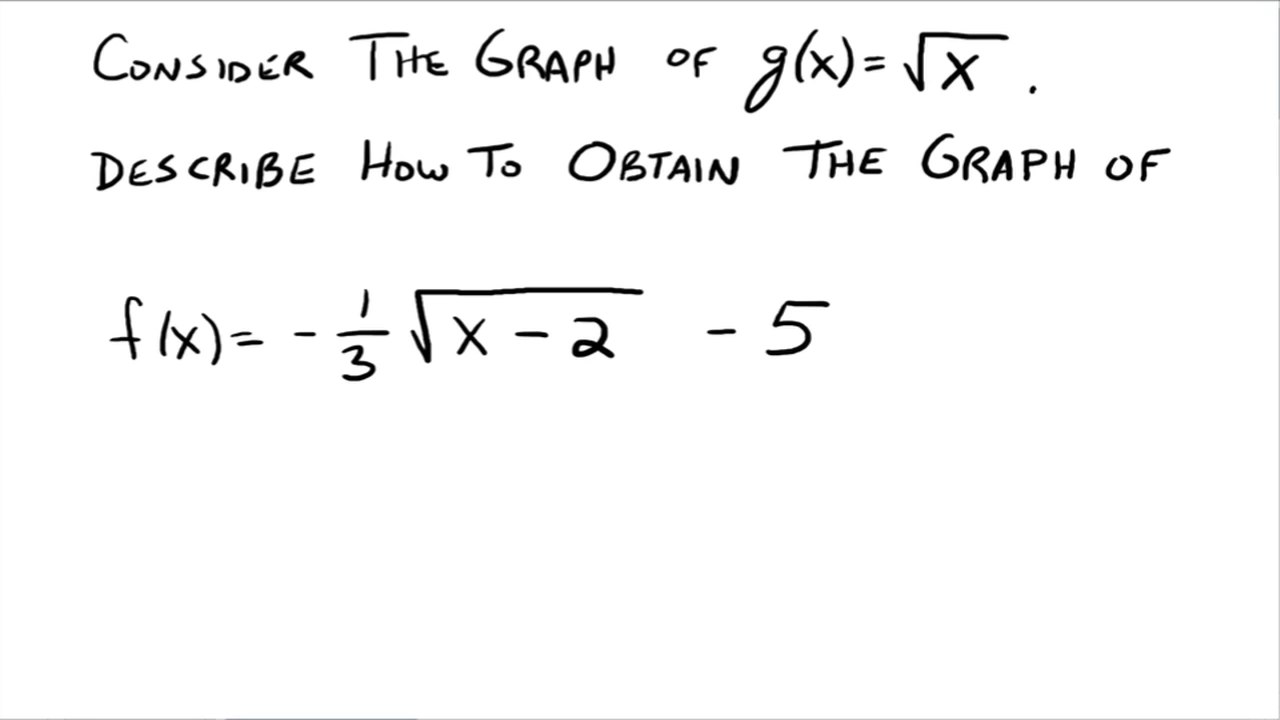 CONSIDER THE GRAPH OF g(x) = √x .
DESCRIBE HOW TO OBTAIN THE GRAPH OF
f(x) = - 1/3 √(x - 2) - 5